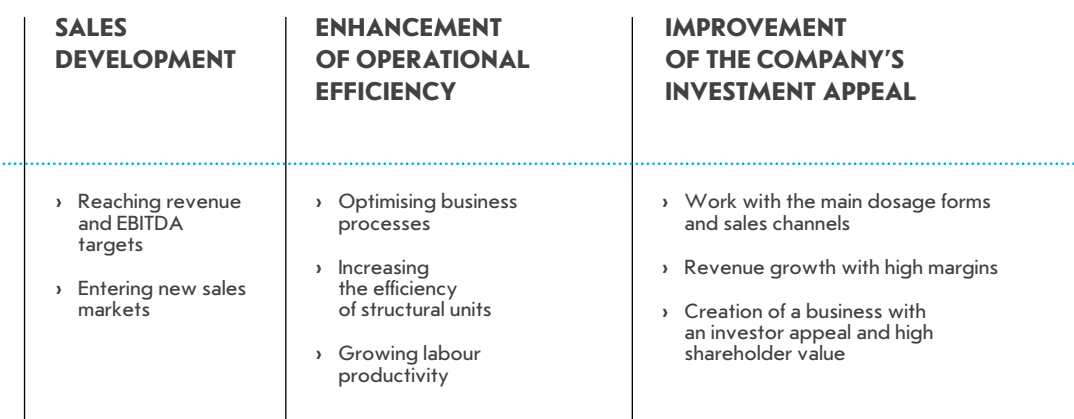 SALES
DEVELOPMENT
ENHANCEMENT
OF OPERATIONAL
EFFICIENCY
IMPROVEMENT
OF THE COMPANY’S
INVESTMENT APPEAL
› Reaching revenue
and EBITDA
targets
› Entering new sales
markets
› Optimising business
processes
› Increasing
the efficiency
of structural units
› Growing labour
productivity
› Work with the main dosage forms
and sales channels
› Revenue growth with high margins
› Creation of a business with
an investor appeal and high
shareholder value